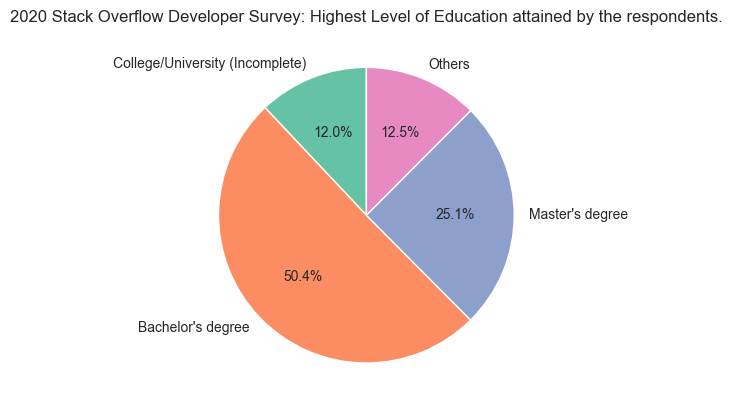 2020 Stack Overflow Developer Survey: Highest Level of Education attained by the respondents.
College/University (Incomplete)
Others
12.0%
12.5%
25.1%
Master's degree
50.4%
Bachelor's degree